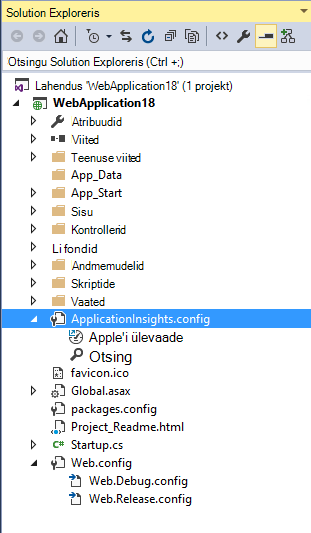 Solution Exploreris
Otsingu Solution Exploreris (Ctrl +;)
Lahendus 'WebApplication18' (1 projekt)
WebApplication18
Atribuudid
Viited
Teenuse viited
App_Data
App_Start
Sisu
Kontrollerid
Li fondid
Andmemudelid
Skriptide
Vaated
ApplicationInsights.config
Apple'i ülevaade
Otsing
favicon.ico
Global.asax
packages.config
Project_Readme.html
C# Startup.cs
Web.config
Web.Debug.config
Web.Release.config